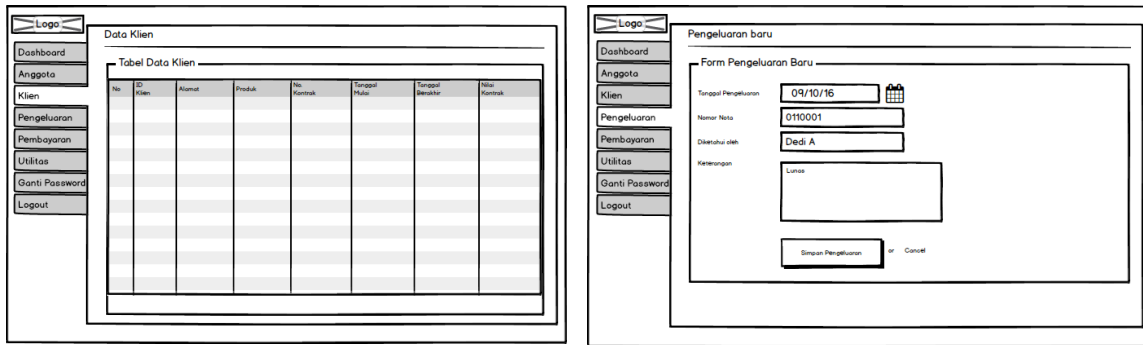 Logo
Data Klien
Dashboard
Anggota
Klien
Pengeluaran
Pembayaran
Utilitas
Ganti Password
Logout
Tabel Data Klien
No
ID
Klien
Alamat
Produk
No.
Kontrak
Tanggal
Mulai
Tanggal
Berakhir
Nilai
Kontrak
Logo
Pengeluaran baru
Dashboard
Anggota
Klien
Pengeluaran
Pembayaran
Utilitas
Ganti Password
Logout
Form Pengeluaran Baru
Tanggal Pengeluaran 09/10/16
Nomor Nota 0110001
Diketahui oleh Dedi A
Keterangan
Lunas
Simpan Pengeluaran or Cancel